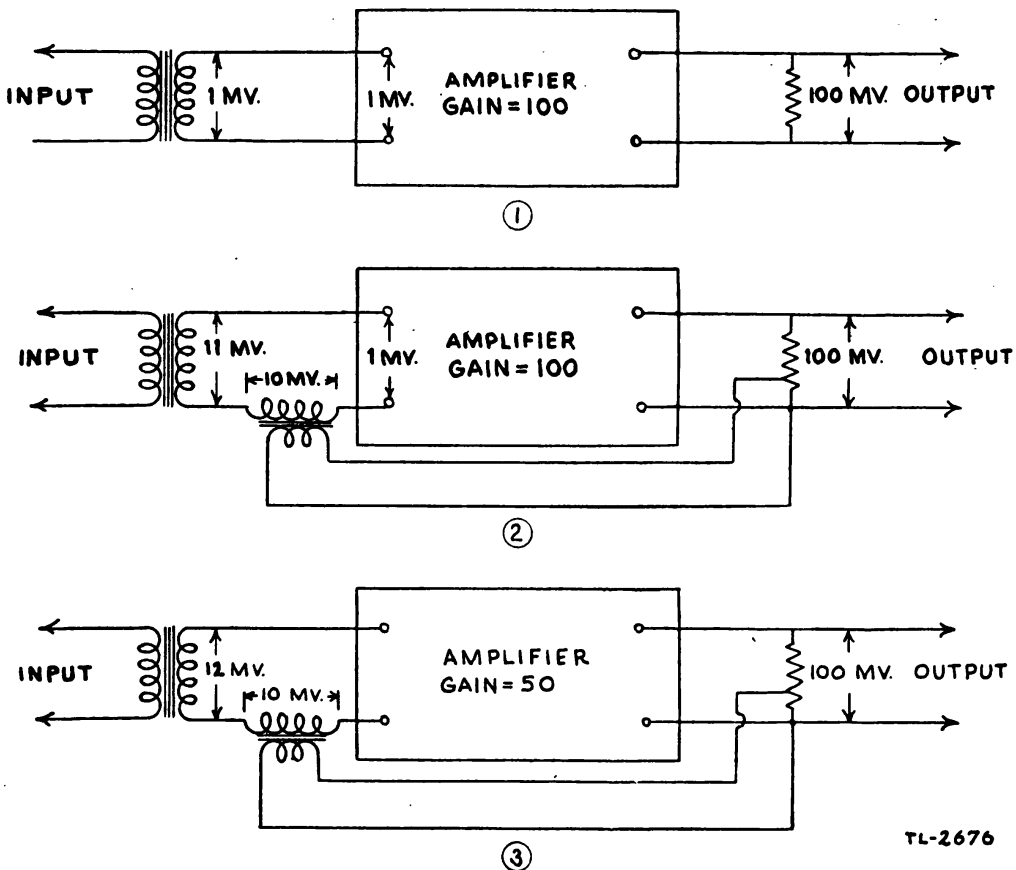 INPUT
1 MV.
1 MV.
AMPLIFIER
GAIN=100
100 MV. OUTPUT
1
INPUT
11 MV.
10 MV.
1 MV.
AMPLIFIER
GAIN=100
100 MV. OUTPUT
2
INPUT
12 MV.
10 MV.
AMPLIFIER
GAIN=50
100 MV. OUTPUT
3
TL-2676